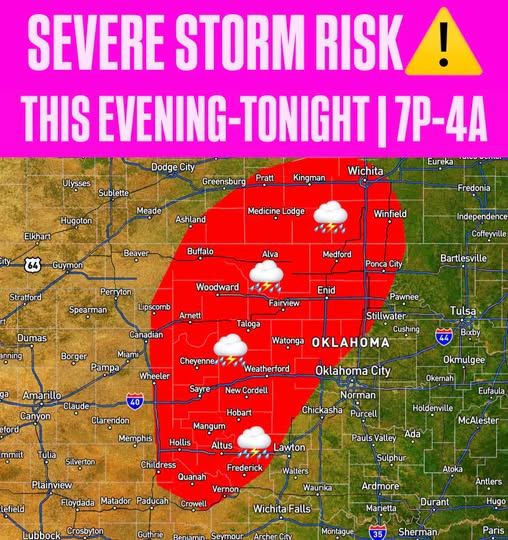 SEVERE STORM RISK
THIS EVENING-TONIGHT | 7P-4A
Dodge City
Eureka
Ulysses
Sublette
Greensburg
Pratt
Kingman
Wichita
Fredonia
Hugoton
Meade
Ashland
Medicine Lodge
Winfield
Independence
Coffeyville
Elkhart
Beaver
Buffalo
Alva
Medford
Ponca City
Bartlesville
44
Guymon
Stratford
Perryton
Woodward
Enid
Pawnee
Spearman
Lipscomb
Fairview
Stillwater
Tulsa
Arnett
Taloga
Cushing
Bixby
Dumas
Canadian
Watonga
OKLAHOMA
44
Borger
Miami
Cheyenne
Okmulgee
Pampa
Wheeler
Weatherford
Oklahoma City
Okemah
Amarillo
Sayre
New Cordell
Norman
Eufaula
40
Claude
Canyon
Hobart
Chickasha
Purcell
Holdenville
McAlester
Clarendon
Mangum
Memphis
Hollis
Altus
Lawton
Pauls Valley
Ada
Tulia
Silverton
Childress
Frederick
Walters
Sulphur
Atoka
Plainview
Quanah
Vernon
Waurika
Ardmore
Antlers
Floydada
Matador
Paducah
Crowell
Wichita Falls
Durant
Hugo
Lubbock
Crosbyton
Guthrie
Benjamin
Seymour
Archer City
Montague
35
Sherman
Paris